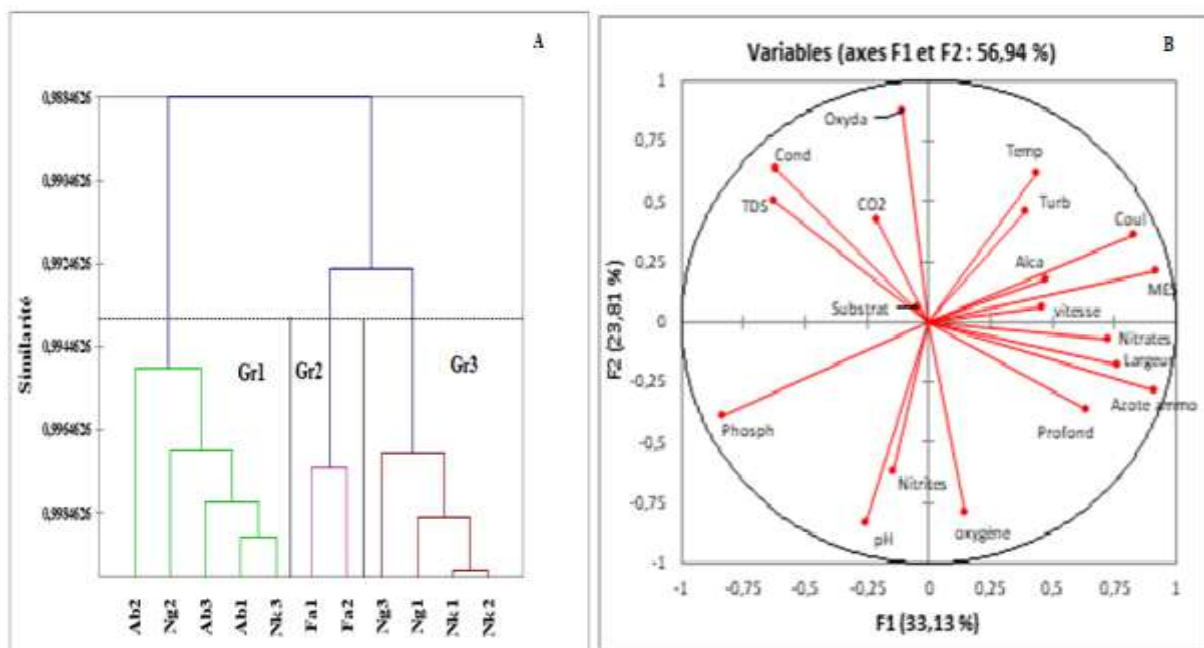 A
0,9884626
0,9904626
0,9924626
0,9944626
0,9964626
0,9984626
Similarité
Gr1
Gr2
Gr3
Ab2
Ng2
Ab3
Ab1
Nk3
Fa1
Fa2
Ng3
Ng1
Nk1
Nk2
B
Variables (axes F1 et F2 : 56,94 %)
1
0,75
0,5
0,25
0
-0,25
-0,5
-0,75
-1
F2 (23,81 %)
Oxyda
Cond
Temp
TDS
CO2
Turb
Coul
Alca
MES
Substrat
vitesse
Nitrates
Largeur
Azote ammo
Phosph
Profond
Nitrites
pH
oxygène
-1
-0,75
-0,5
-0,25
0
0,25
0,5
0,75
1
F1 (33,13 %)